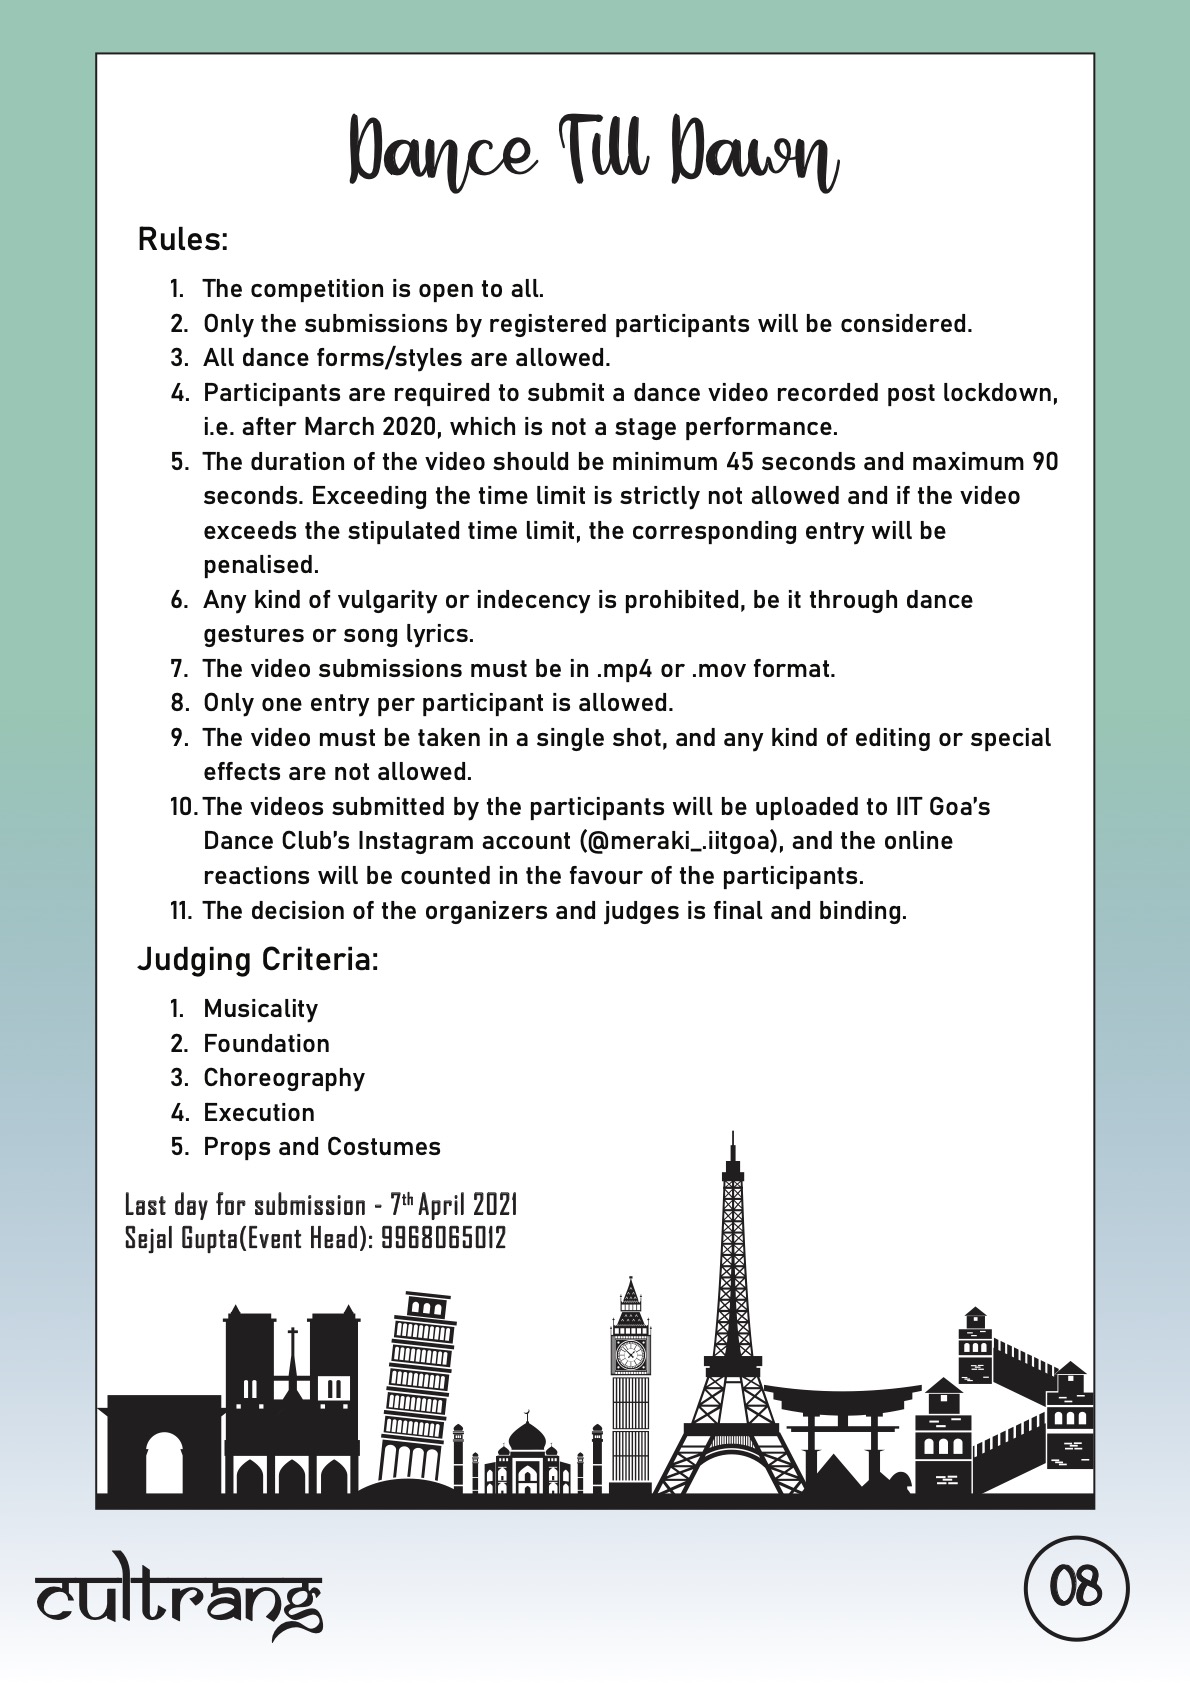 Dance Till Dawn
Rules:
1. The competition is open to all.
2. Only the submissions by registered participants will be considered.
3. All dance forms/styles are allowed.
4. Participants are required to submit a dance video recorded post lockdown,
i.e. after March 2020, which is not a stage performance.
5. The duration of the video should be minimum 45 seconds and maximum 90
seconds. Exceeding the time limit is strictly not allowed and if the video
exceeds the stipulated time limit, the corresponding entry will be
penalised.
6. Any kind of vulgarity or indecency is prohibited, be it through dance
gestures or song lyrics.
7. The video submissions must be in .mp4 or .mov format.
8. Only one entry per participant is allowed.
9. The video must be taken in a single shot, and any kind of editing or special
effects are not allowed.
10. The videos submitted by the participants will be uploaded to IIT Goa's
Dance Club's Instagram account (@meraki_.iitgoa), and the online
reactions will be counted in the favour of the participants.
11. The decision of the organizers and judges is final and binding.
Judging Criteria:
1. Musicality
2. Foundation
3. Choreography
4. Execution
5. Props and Costumes
Last day for submission - 7th April 2021
Sejal Gupta(Event Head): 9968065012
cultrang
08